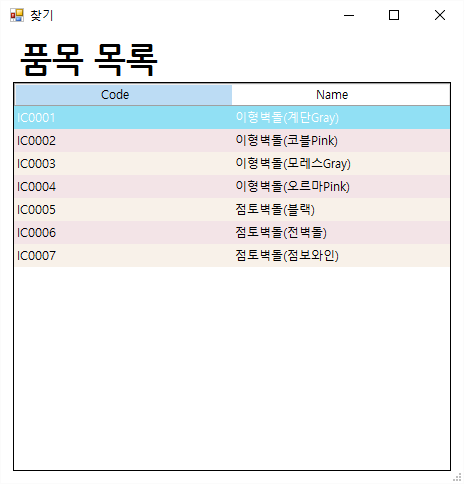 찾기
품목 목록
Code Name
IC0001 이형벽돌(계단Gray)
IC0002 이형벽돌(코블Pink)
IC0003 이형벽돌(모레스Gray)
IC0004 이형벽돌(오르마Pink)
IC0005 점토벽돌(블랙)
IC0006 점토벽돌(전벽돌)
IC0007 점토벽돌(점보와인)